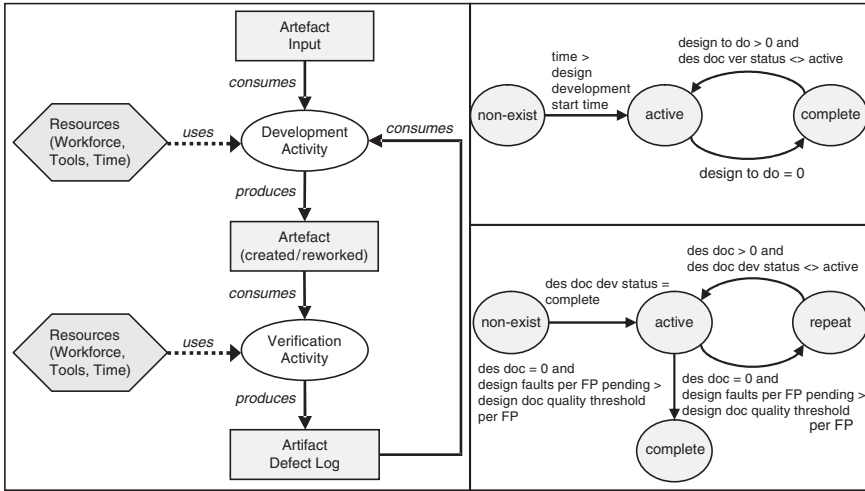 Artefact
Input
consumes
Resources
(Workforce,
Tools, Time)
uses
Development
Activity
consumes
produces
Artefact
(created/reworked)
consumes
Resources
(Workforce,
Tools, Time)
uses
Verification
Activity
produces
Artifact
Defect Log
design to do > 0 and
des doc ver status <> active
time >
design
development
start time
non-exist
active
complete
design to do = 0
des doc > 0 and
des doc dev status <> active
des doc dev status =
complete
non-exist
active
repeat
des doc = 0 and
design faults per FP pending >
design doc quality threshold
per FP
des doc = 0 and
design faults per FP pending >
design doc quality threshold
per FP
complete